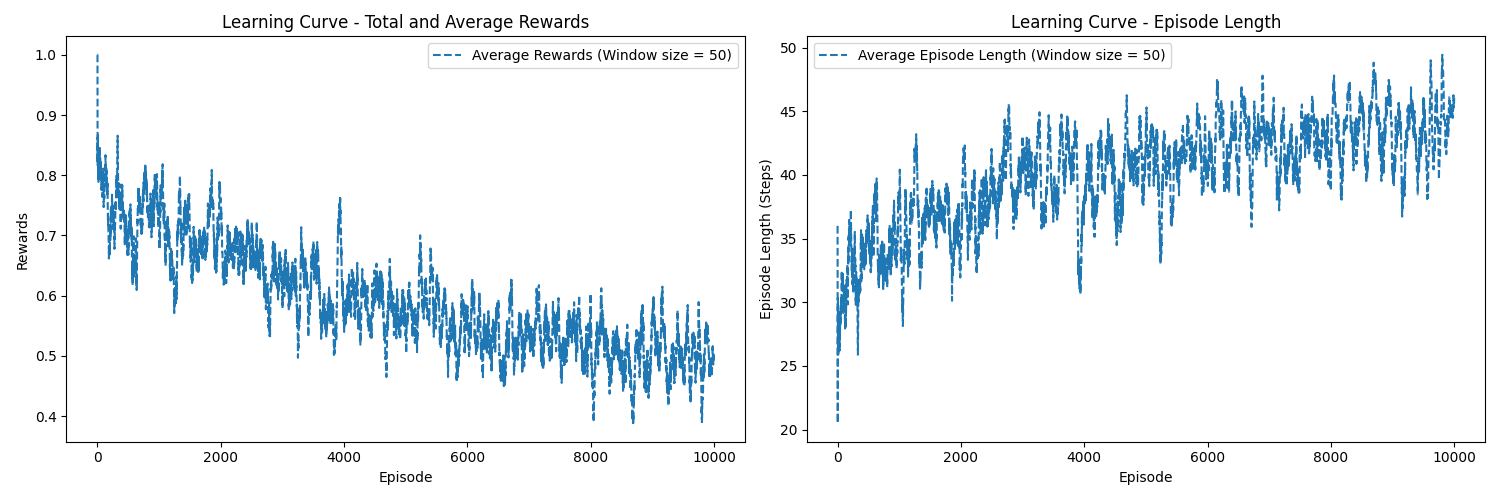 Learning Curve - Total and Average Rewards
Average Rewards (Window size = 50)
1.0
0.9
0.8
0.7
0.6
0.5
0.4
Rewards
0 2000 4000 6000 8000 10000
Episode
Learning Curve - Episode Length
Average Episode Length (Window size = 50)
50
45
40
35
30
25
20
Episode Length (Steps)
0 2000 4000 6000 8000 10000
Episode